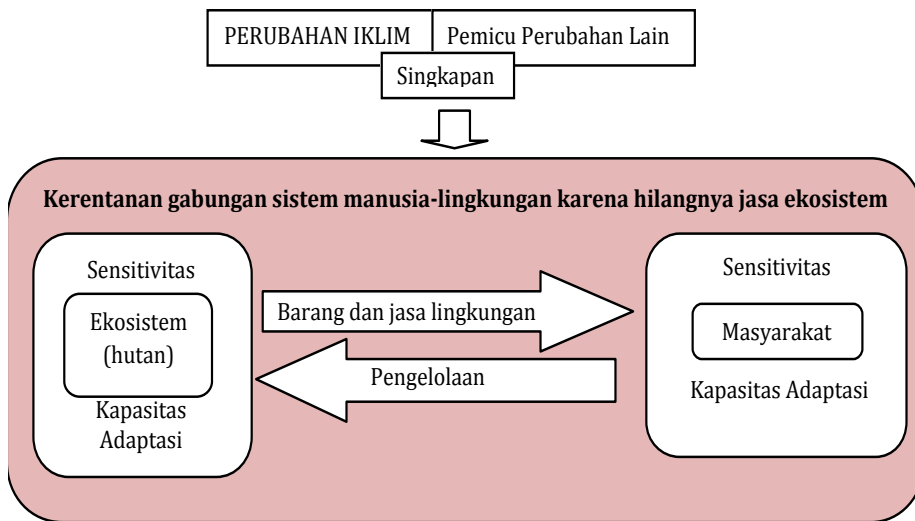 PERUBAHAN IKLIM
Pemicu Perubahan Lain
Singkapan
Kerentanan gabungan sistem manusia-lingkungan karena hilangnya jasa ekosistem
Sensitivitas
Ekosistem
(hutan)
Kapasitas
Adaptasi
Barang dan jasa lingkungan
Pengelolaan
Sensitivitas
Masyarakat
Kapasitas Adaptasi